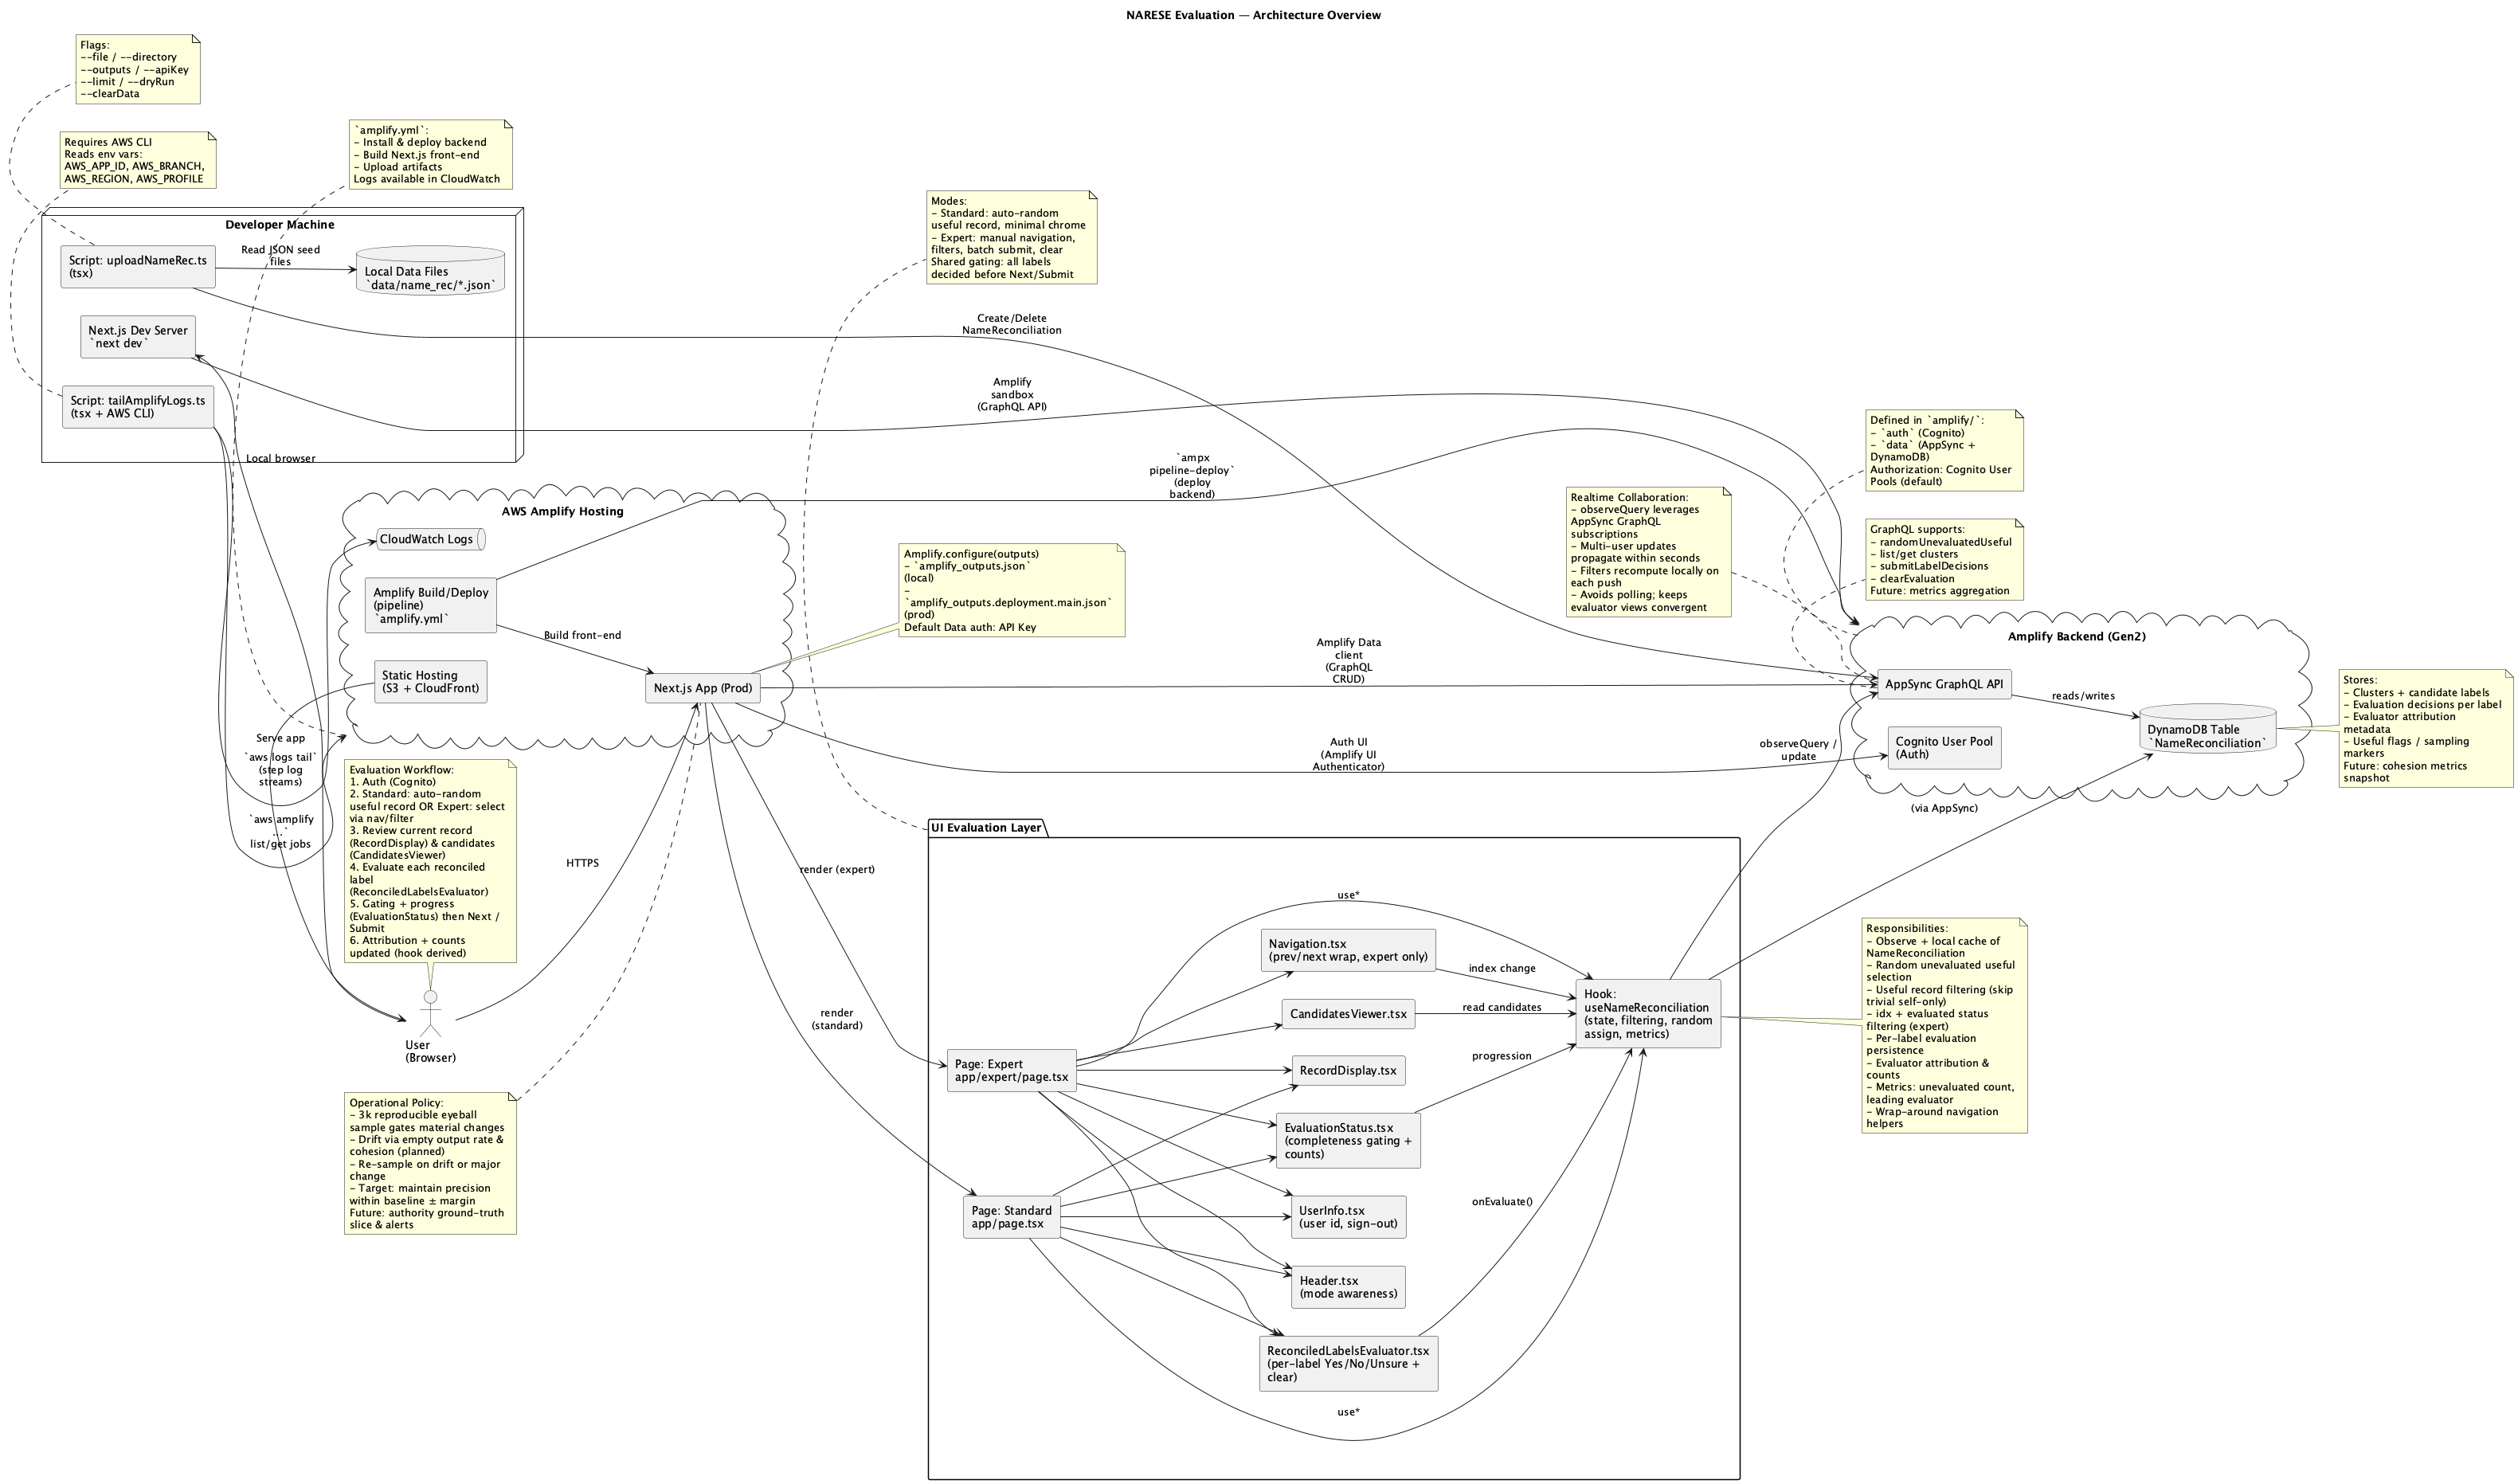 NARESE Evaluation — Architecture Overview
Flags:
--file / --directory
--outputs / --apiKey
--limit / --dryRun
--clearData
Requires AWS CLI
Reads env vars:
AWS_APP_ID, AWS_BRANCH,
AWS_REGION, AWS_PROFILE
`amplify.yml`:
- Install & deploy backend
- Build Next.js front-end
- Upload artifacts
Logs available in CloudWatch
Developer Machine
Script: uploadNameRec.ts
(tsx)
Read JSON seed
files
Local Data Files
`data/name_rec/*.json`
Next.js Dev Server
`next dev`
Script: tailAmplifyLogs.ts
(tsx + AWS CLI)
Local browser
Modes:
- Standard: auto-random
useful record, minimal chrome
- Expert: manual navigation,
filters, batch submit, clear
Shared gating: all labels
decided before Next/Submit
Create/Delete
NameReconciliation
Amplify
sandbox
(GraphQL API)
`ampx
pipeline-deploy`
(deploy
backend)
AWS Amplify Hosting
CloudWatch Logs
Amplify Build/Deploy
(pipeline)
`amplify.yml`
Build front-end
Static Hosting
(S3 + CloudFront)
Next.js App (Prod)
Amplify.configure(outputs)
- `amplify_outputs.json`
(local)
-
`amplify_outputs.deployment.main.json`
(prod)
Default Data auth: API Key
Realtime Collaboration:
- observeQuery leverages
AppSync GraphQL
subscriptions
- Multi-user updates
propagate within seconds
- Filters recompute locally on
each push
- Avoids polling; keeps
evaluator views convergent
Defined in `amplify/`:
- `auth` (Cognito)
- `data` (AppSync +
DynamoDB)
Authorization: Cognito User
Pools (default)
GraphQL supports:
- randomUnevaluatedUseful
- list/get clusters
- submitLabelDecisions
- clearEvaluation
Future: metrics aggregation
Amplify Data
client
(GraphQL
CRUD)
Auth UI
(Amplify UI
Authenticator)
Amplify Backend (Gen2)
AppSync GraphQL API
reads/writes
DynamoDB Table
`NameReconciliation`
Cognito User Pool
(Auth)
Stores:
- Clusters + candidate labels
- Evaluation decisions per label
- Evaluator attribution
metadata
- Useful flags / sampling
markers
Future: cohesion metrics
snapshot
observeQuery /
update
(via AppSync)
Serve app
`aws logs tail`
(step log
streams)
`aws amplify
...`
list/get jobs
Evaluation Workflow:
1. Auth (Cognito)
2. Standard: auto-random
useful record OR Expert: select
via nav/filter
3. Review current record
(RecordDisplay) & candidates
(CandidatesViewer)
4. Evaluate each reconciled
label
(ReconciledLabelsEvaluator)
5. Gating + progress
(EvaluationStatus) then Next /
Submit
6. Attribution + counts
updated (hook derived)
User
(Browser)
HTTPS
Operational Policy:
- 3k reproducible eyeball
sample gates material changes
- Drift via empty output rate &
cohesion (planned)
- Re-sample on drift or major
change
- Target: maintain precision
within baseline ± margin
Future: authority ground-truth
slice & alerts
render (expert)
render
(standard)
UI Evaluation Layer
Page: Expert
app/expert/page.tsx
Page: Standard
app/page.tsx
use*
Navigation.tsx
(prev/next wrap, expert only)
index change
CandidatesViewer.tsx
read candidates
RecordDisplay.tsx
progression
EvaluationStatus.tsx
(completeness gating +
counts)
UserInfo.tsx
(user id, sign-out)
Header.tsx
(mode awareness)
onEvaluate()
ReconciledLabelsEvaluator.tsx
(per-label Yes/No/Unsure +
clear)
use*
Hook:
useNameReconciliation
(state, filtering, random
assign, metrics)
Responsibilities:
- Observe + local cache of
NameReconciliation
- Random unevaluated useful
selection
- Useful record filtering (skip
trivial self-only)
- idx + evaluated status
filtering (expert)
- Per-label evaluation
persistence
- Evaluator attribution &
counts
- Metrics: unevaluated count,
leading evaluator
- Wrap-around navigation
helpers